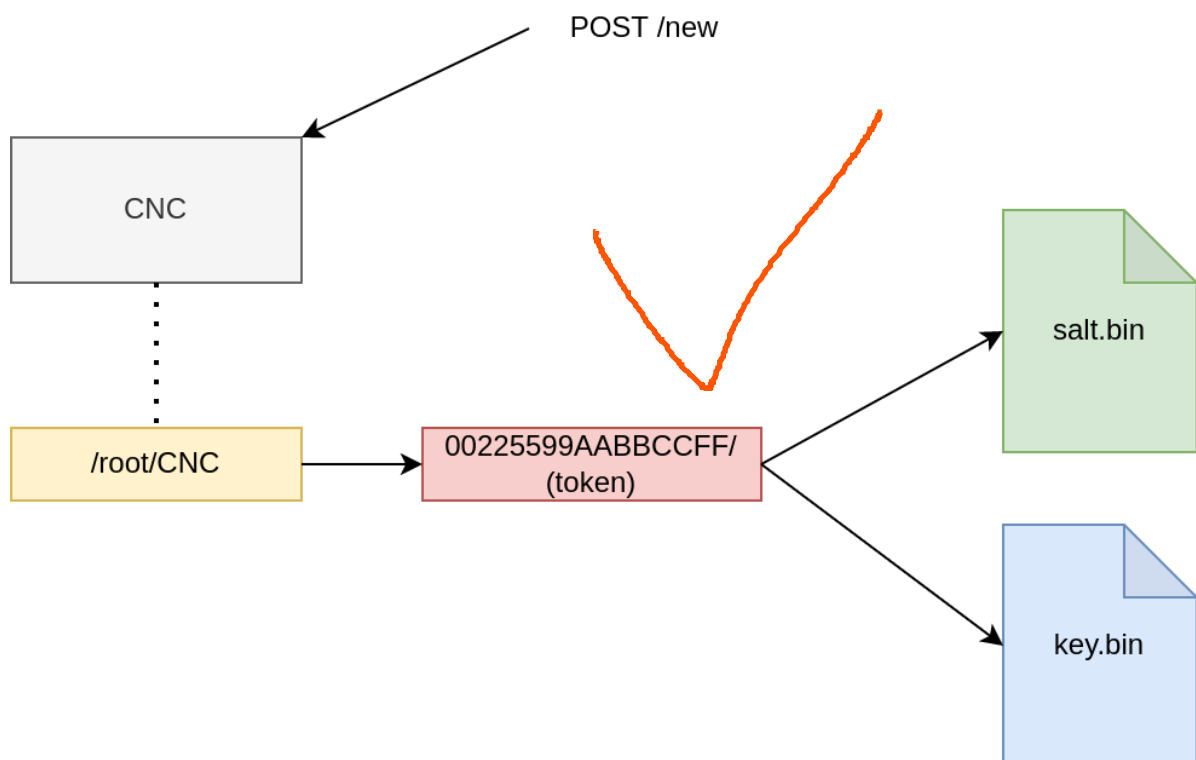 POST /new
CNC
salt.bin
/root/CNC
00225599AABBCCFF/
(token)
key.bin